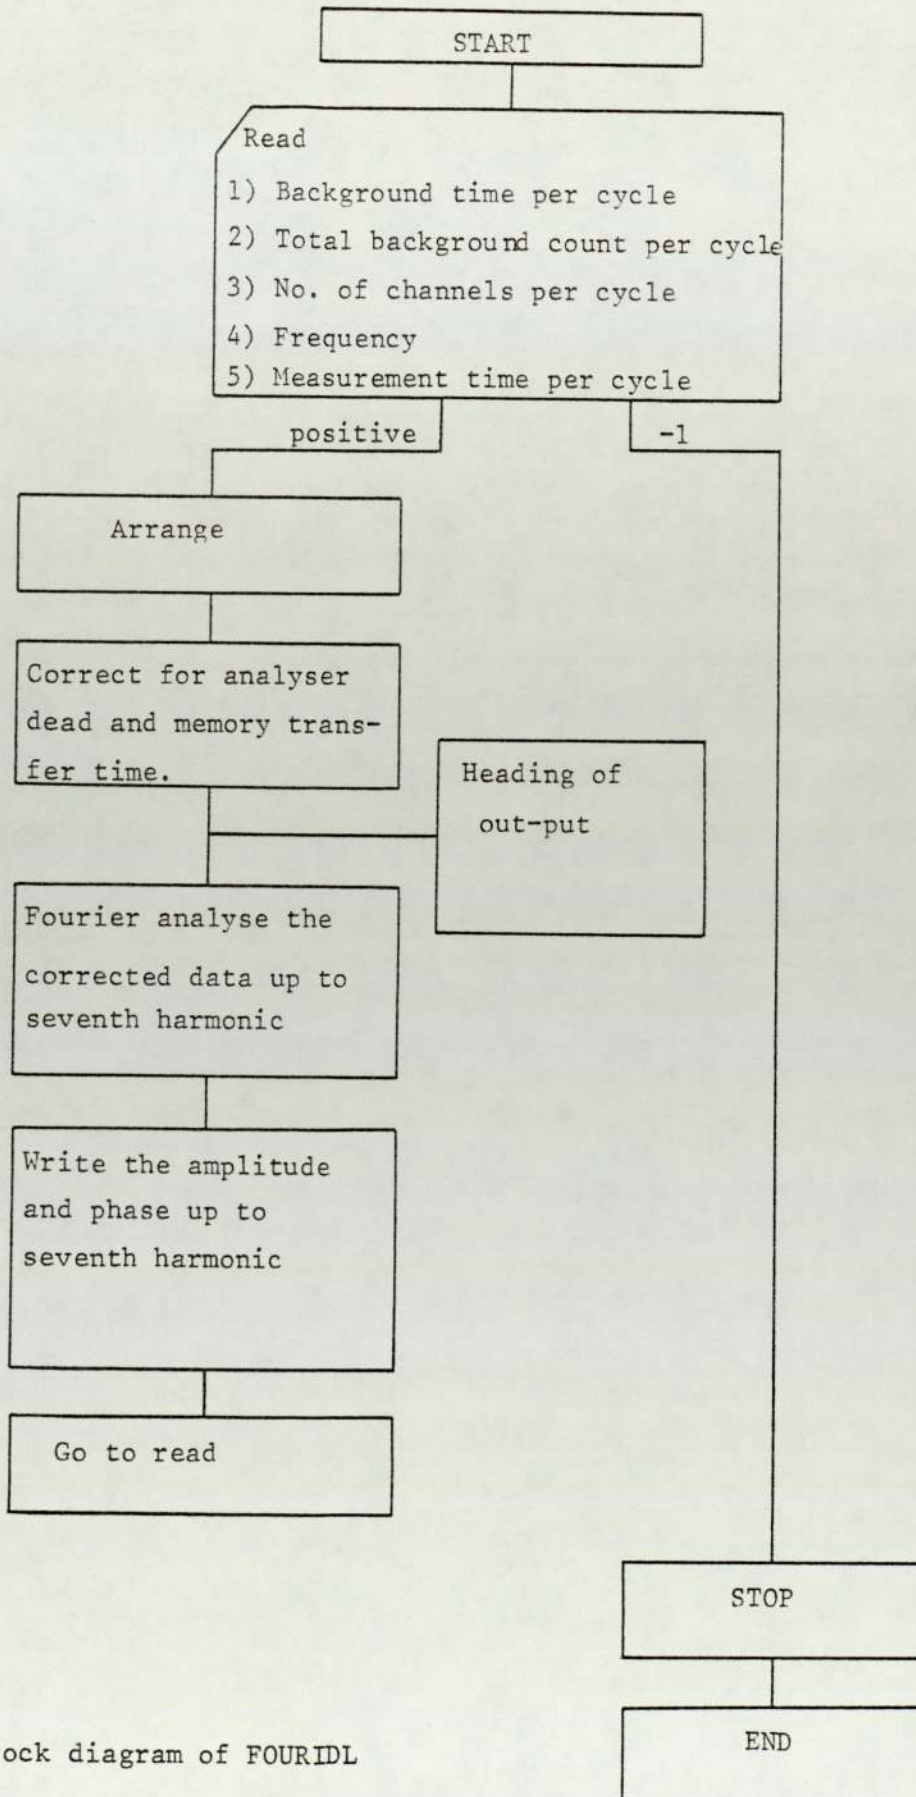 START
Read
1) Background time per cycle
2) Total background count per cycle
3) No. of channels per cycle
4) Frequency
5) Measurement time per cycle
positive
-1
Arrange
Correct for analyser
dead and memory trans-
fer time.
Heading of
out-put
Fourier analyse the
corrected data up to
seventh harmonic
Write the amplitude
and phase up to
seventh harmonic
Go to read
STOP
END
ock diagram of FOURIDL